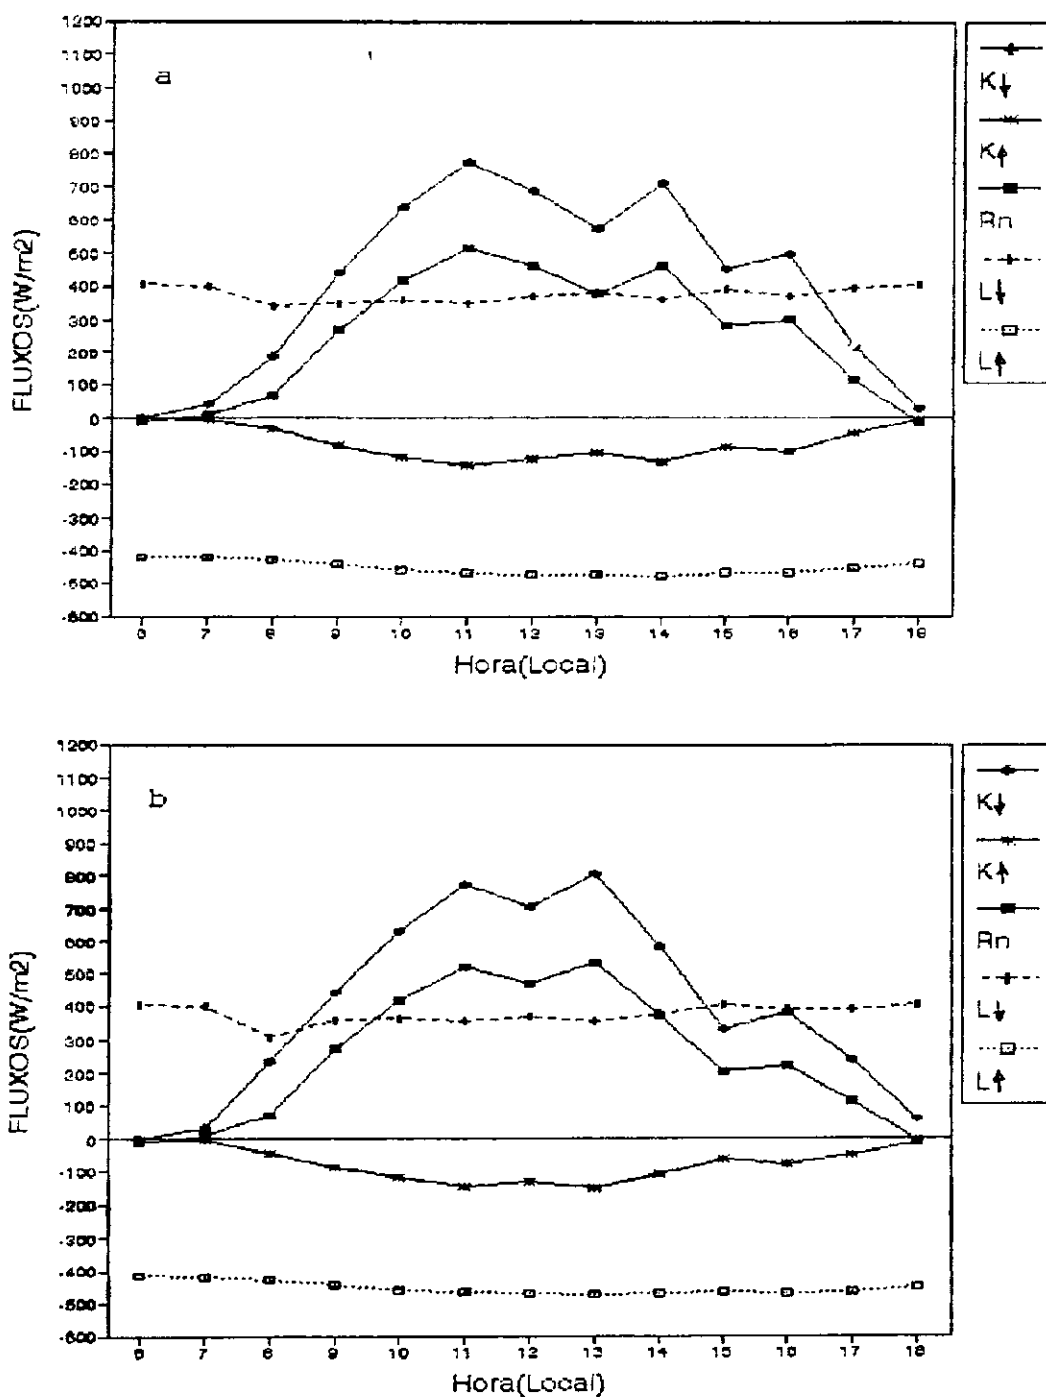 1200
1100
1000
900
800
700
600
500
400
300
200
100
0
-100
-200
-300
-400
-500
-600
FLUXOS(W/m2)
a
6 7 8 9 10 11 12 13 14 15 16 17 18
Hora(Local)
K↓
K↑
Rn
L↓
L↑
1200
1100
1000
900
800
700
600
500
400
300
200
100
0
-100
-200
-300
-400
-500
-600
FLUXOS(W/m2)
b
6 7 8 9 10 11 12 13 14 15 16 17 18
Hora(Local)
K↓
K↑
Rn
L↓
L↑